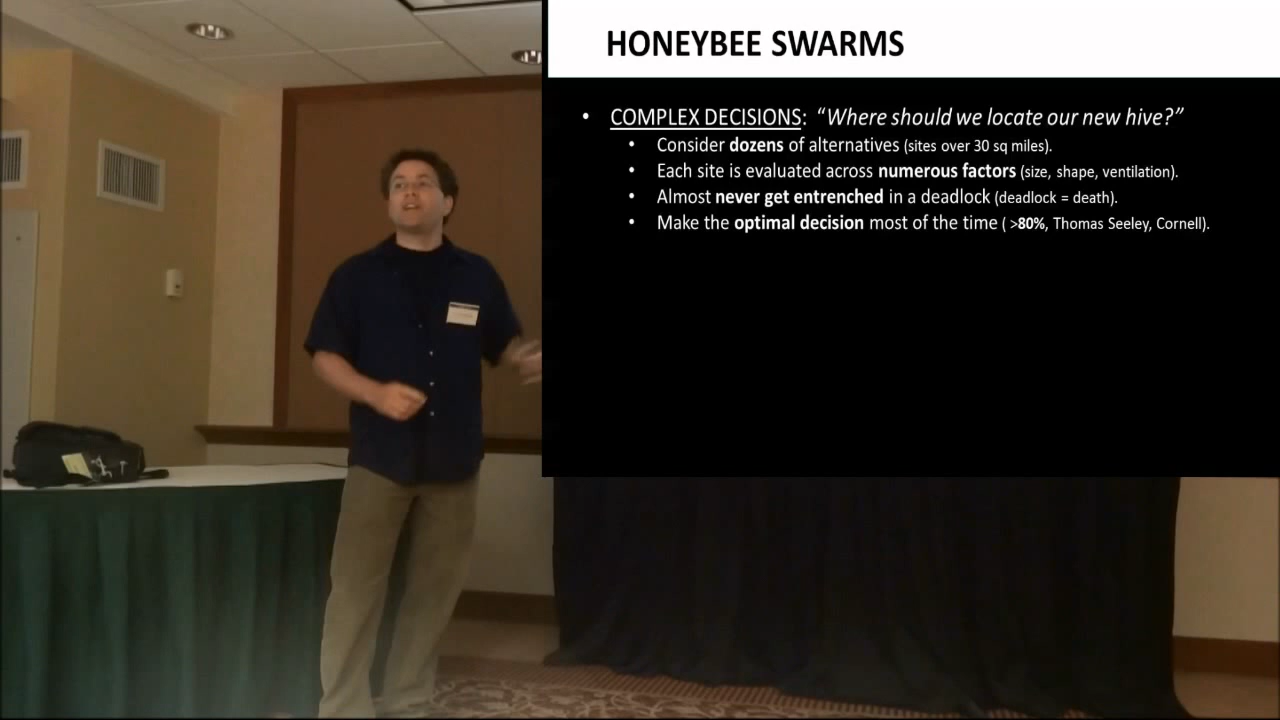 HONEYBEE SWARMS
• COMPLEX DECISIONS: “Where should we locate our new hive?”
• Consider dozens of alternatives (sites over 30 sq miles).
• Each site is evaluated across numerous factors (size, shape, ventilation).
• Almost never get entrenched in a deadlock (deadlock = death).
• Make the optimal decision most of the time ( >80%, Thomas Seeley, Cornell).